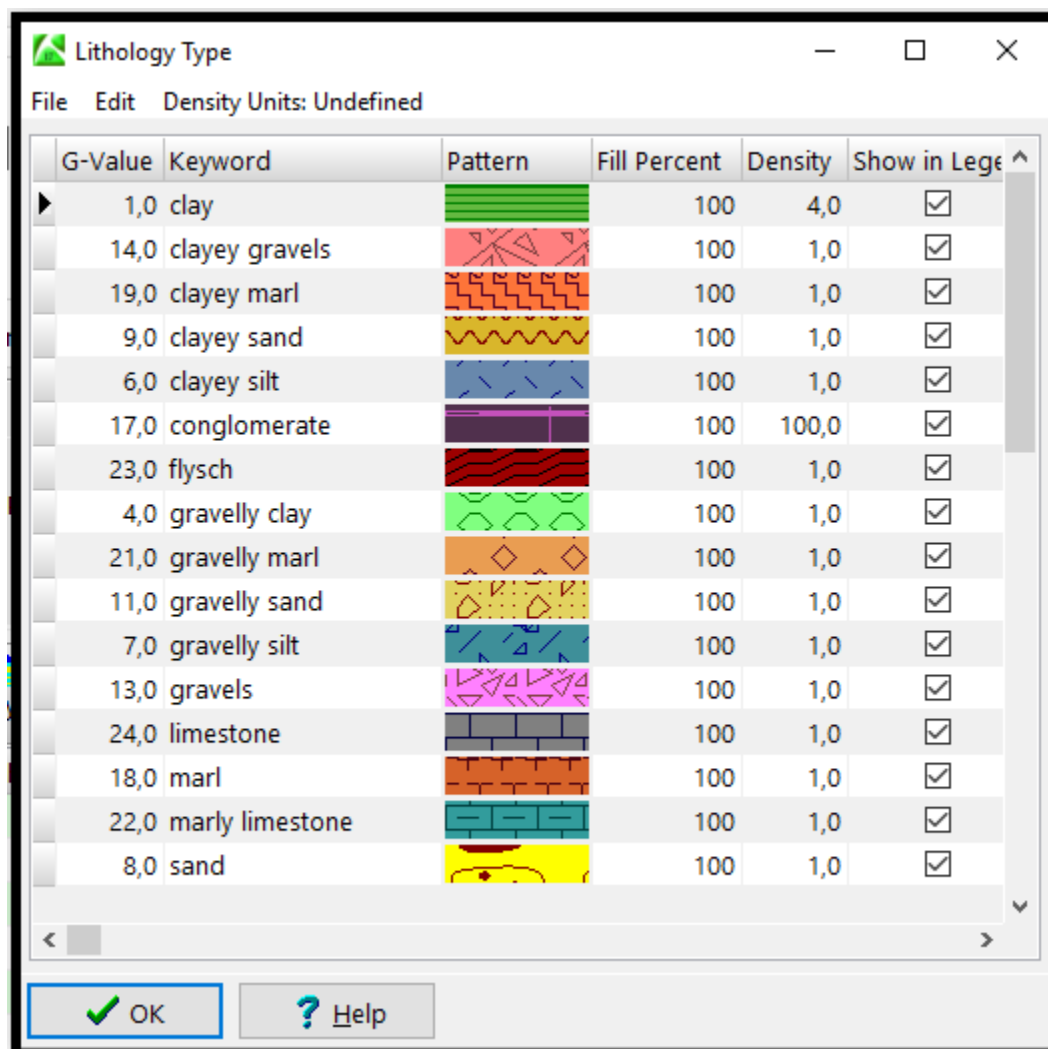 Lithology Type
File Edit Density Units: Undefined
G-Value Keyword Pattern Fill Percent Density Show in Lege
1,0 clay 100 4,0
14,0 clayey gravels 100 1,0
19,0 clayey marl 100 1,0
9,0 clayey sand 100 1,0
6,0 clayey silt 100 1,0
17,0 conglomerate 100 100,0
23,0 flysch 100 1,0
4,0 gravelly clay 100 1,0
21,0 gravelly marl 100 1,0
11,0 gravelly sand 100 1,0
7,0 gravelly silt 100 1,0
13,0 gravels 100 1,0
24,0 limestone 100 1,0
18,0 marl 100 1,0
22,0 marly limestone 100 1,0
8,0 sand 100 1,0
OK ? Help